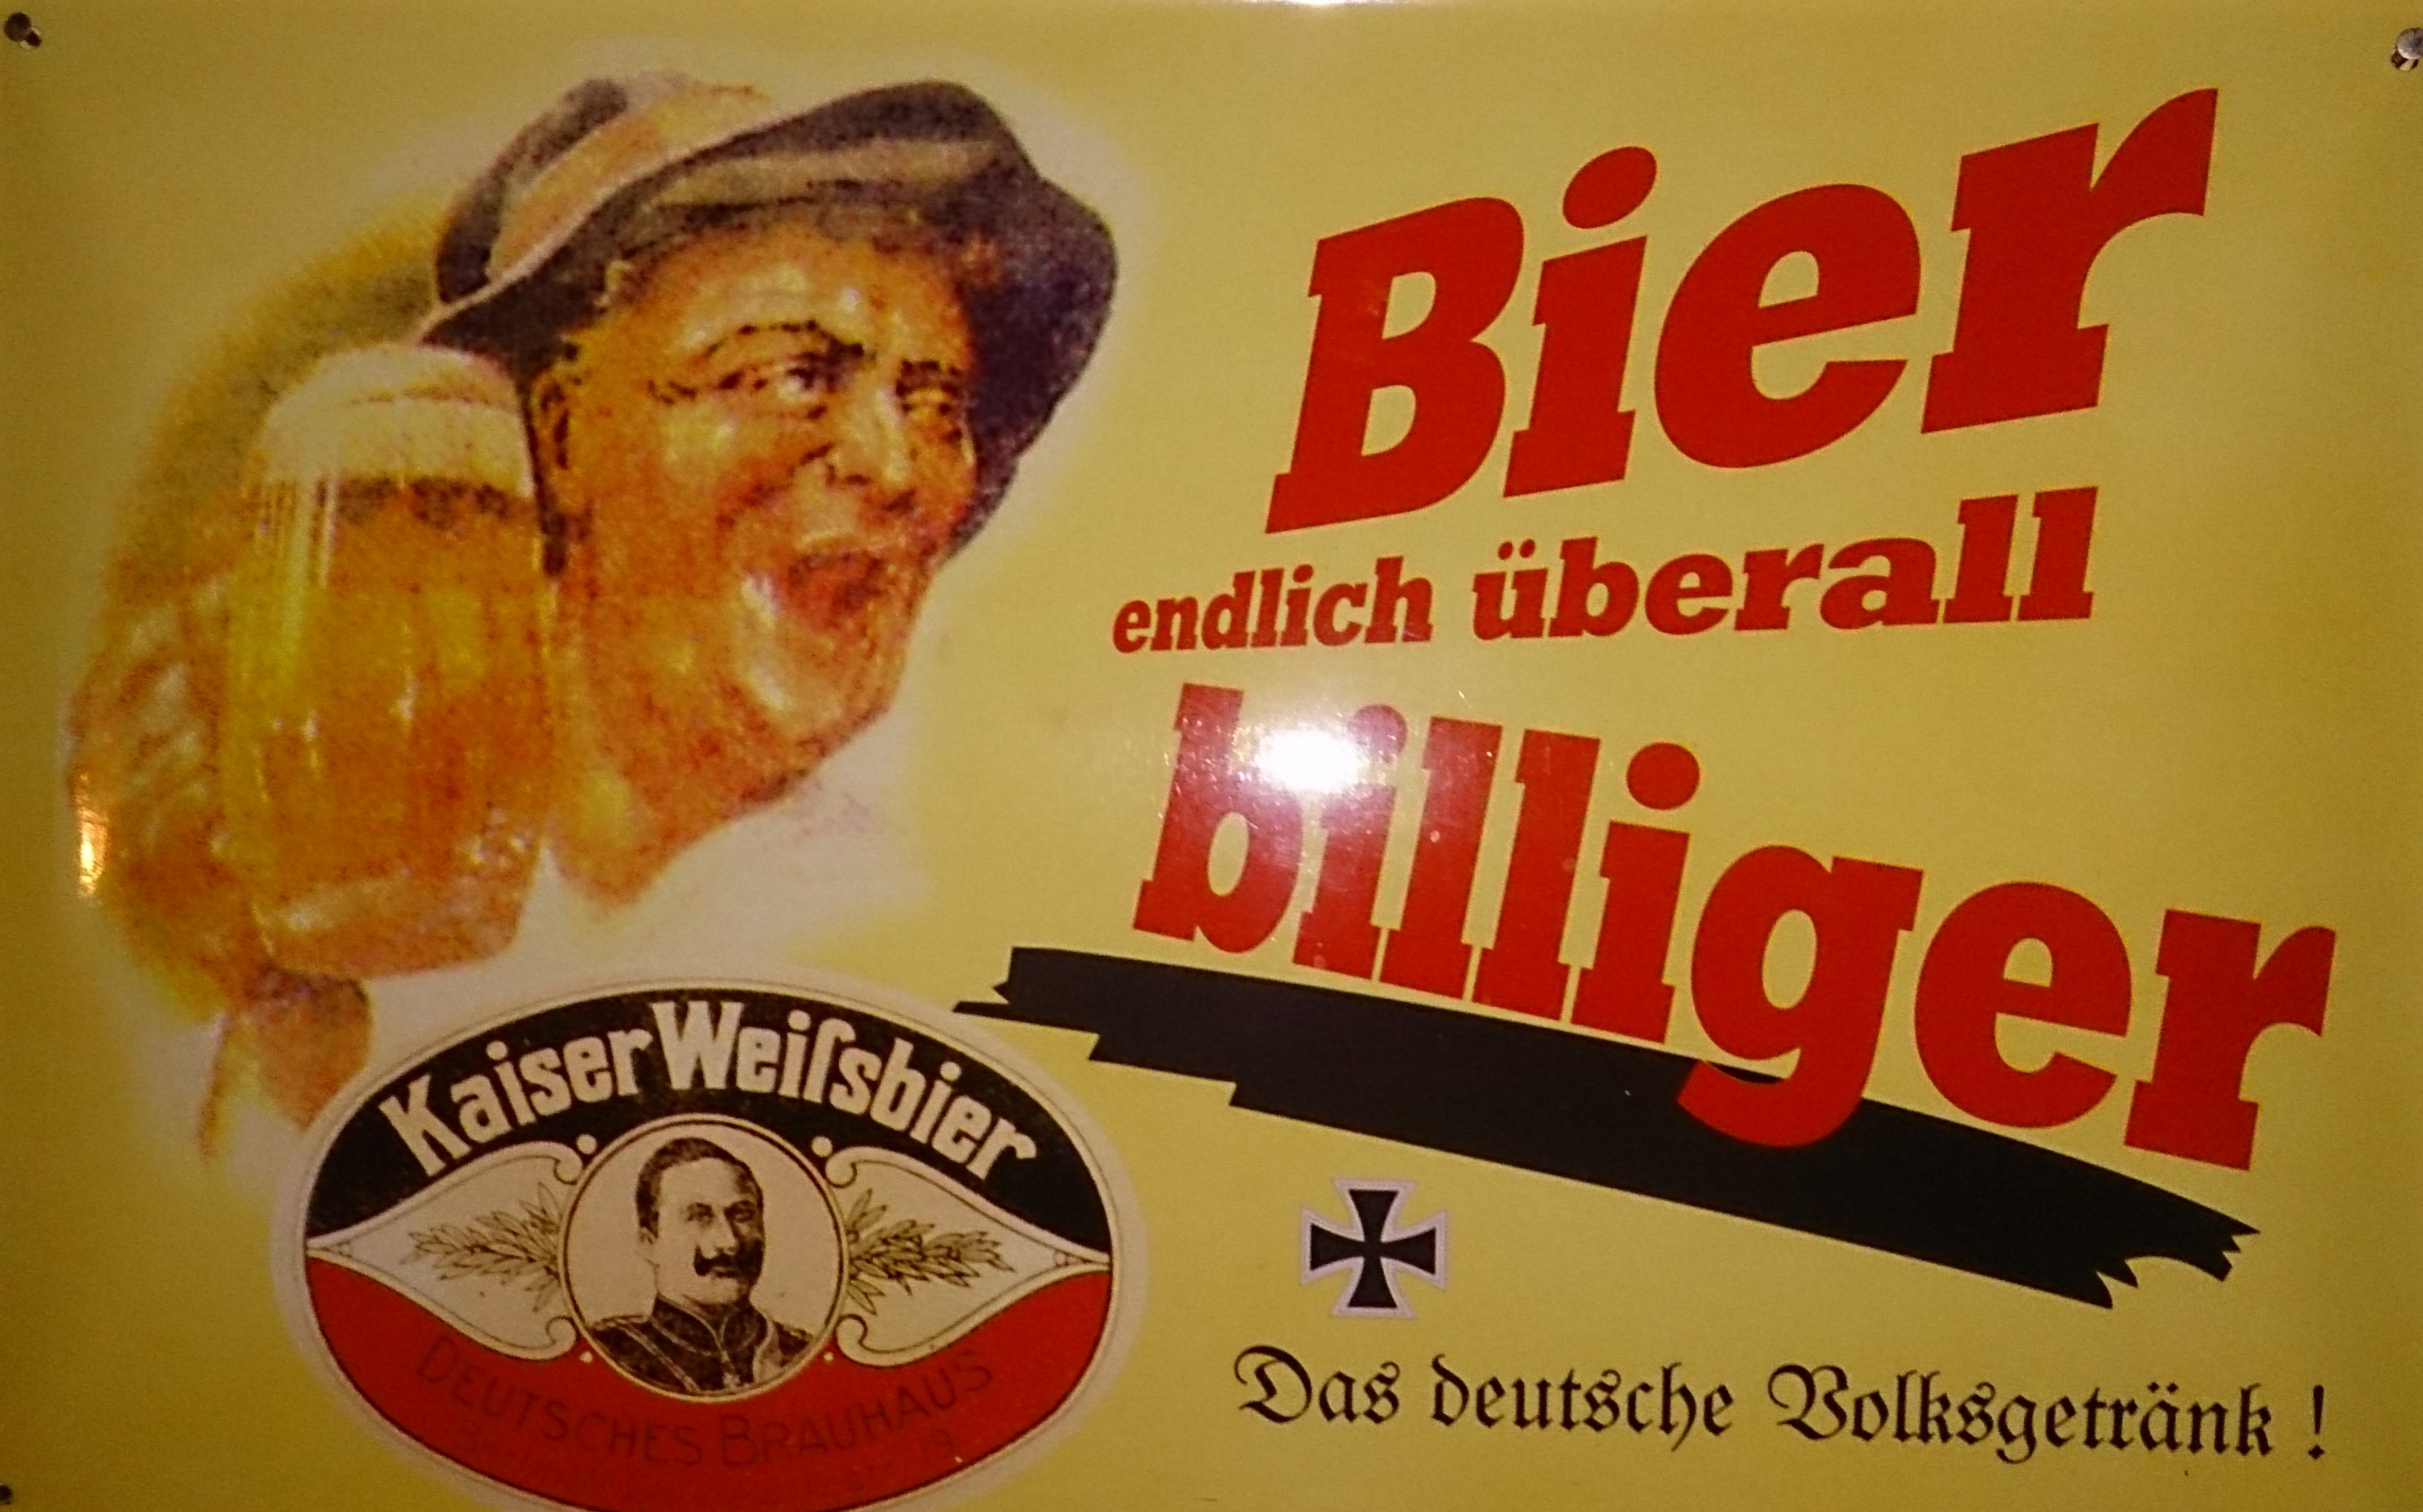 Bier
endlich überall
billiger
Kaiser Weiſsbier
DEUTSCHES BRAUHAUS
Das deutsche Volksgetränk !